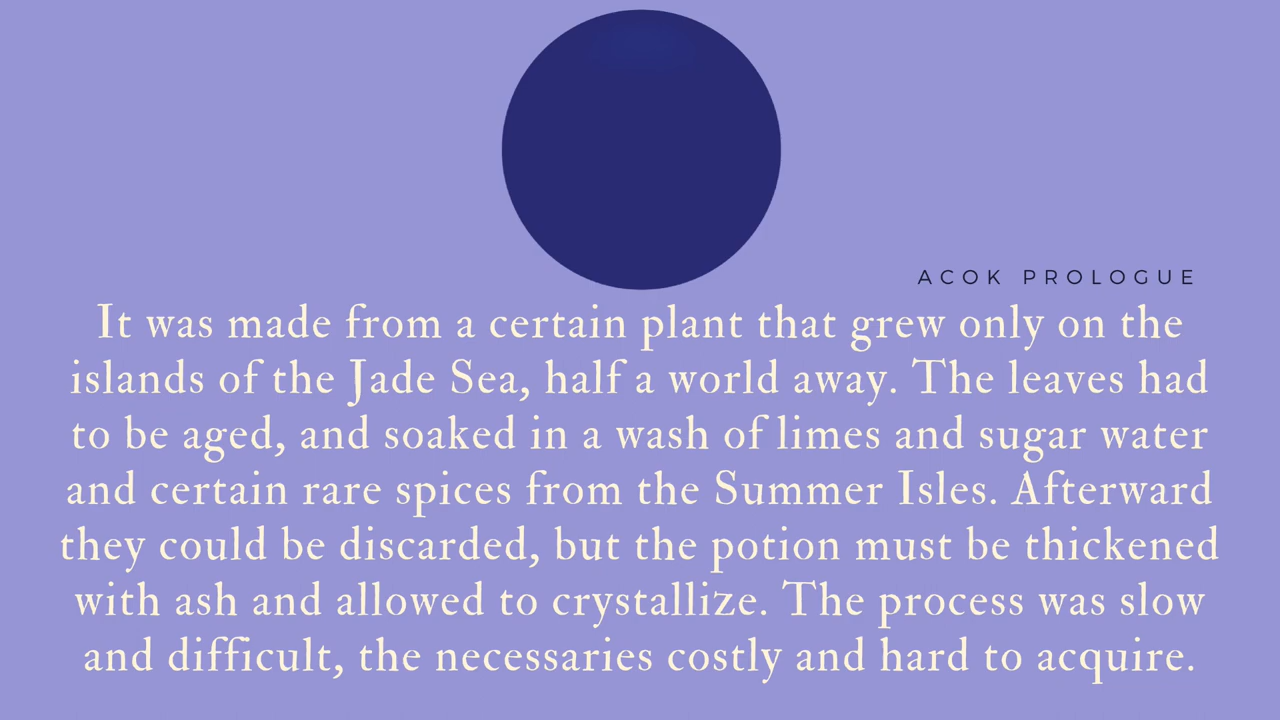 ACOK PROLOGUE
It was made from a certain plant that grew only on the
islands of the Jade Sea, half a world away. The leaves had
to be aged, and soaked in a wash of limes and sugar water
and certain rare spices from the Summer Isles. Afterward
they could be discarded, but the potion must be thickened
with ash and allowed to crystallize. The process was slow
and difficult, the necessaries costly and hard to acquire.